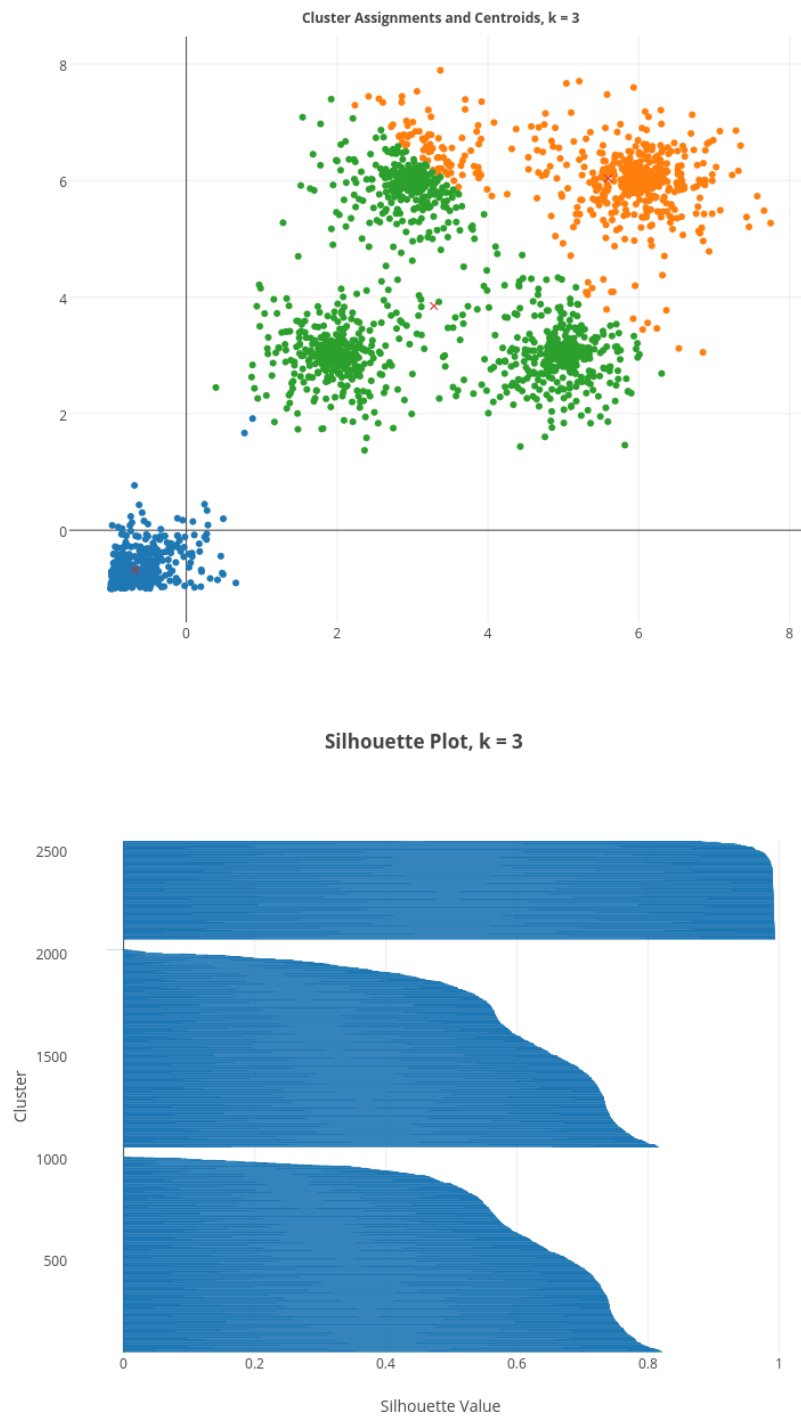 Cluster Assignments and Centroids, k = 3
8
6
4
2
0
0 2 4 6 8
Silhouette Plot, k = 3
2500
2000
1500
1000
500
Cluster
0 0.2 0.4 0.6 0.8 1
Silhouette Value